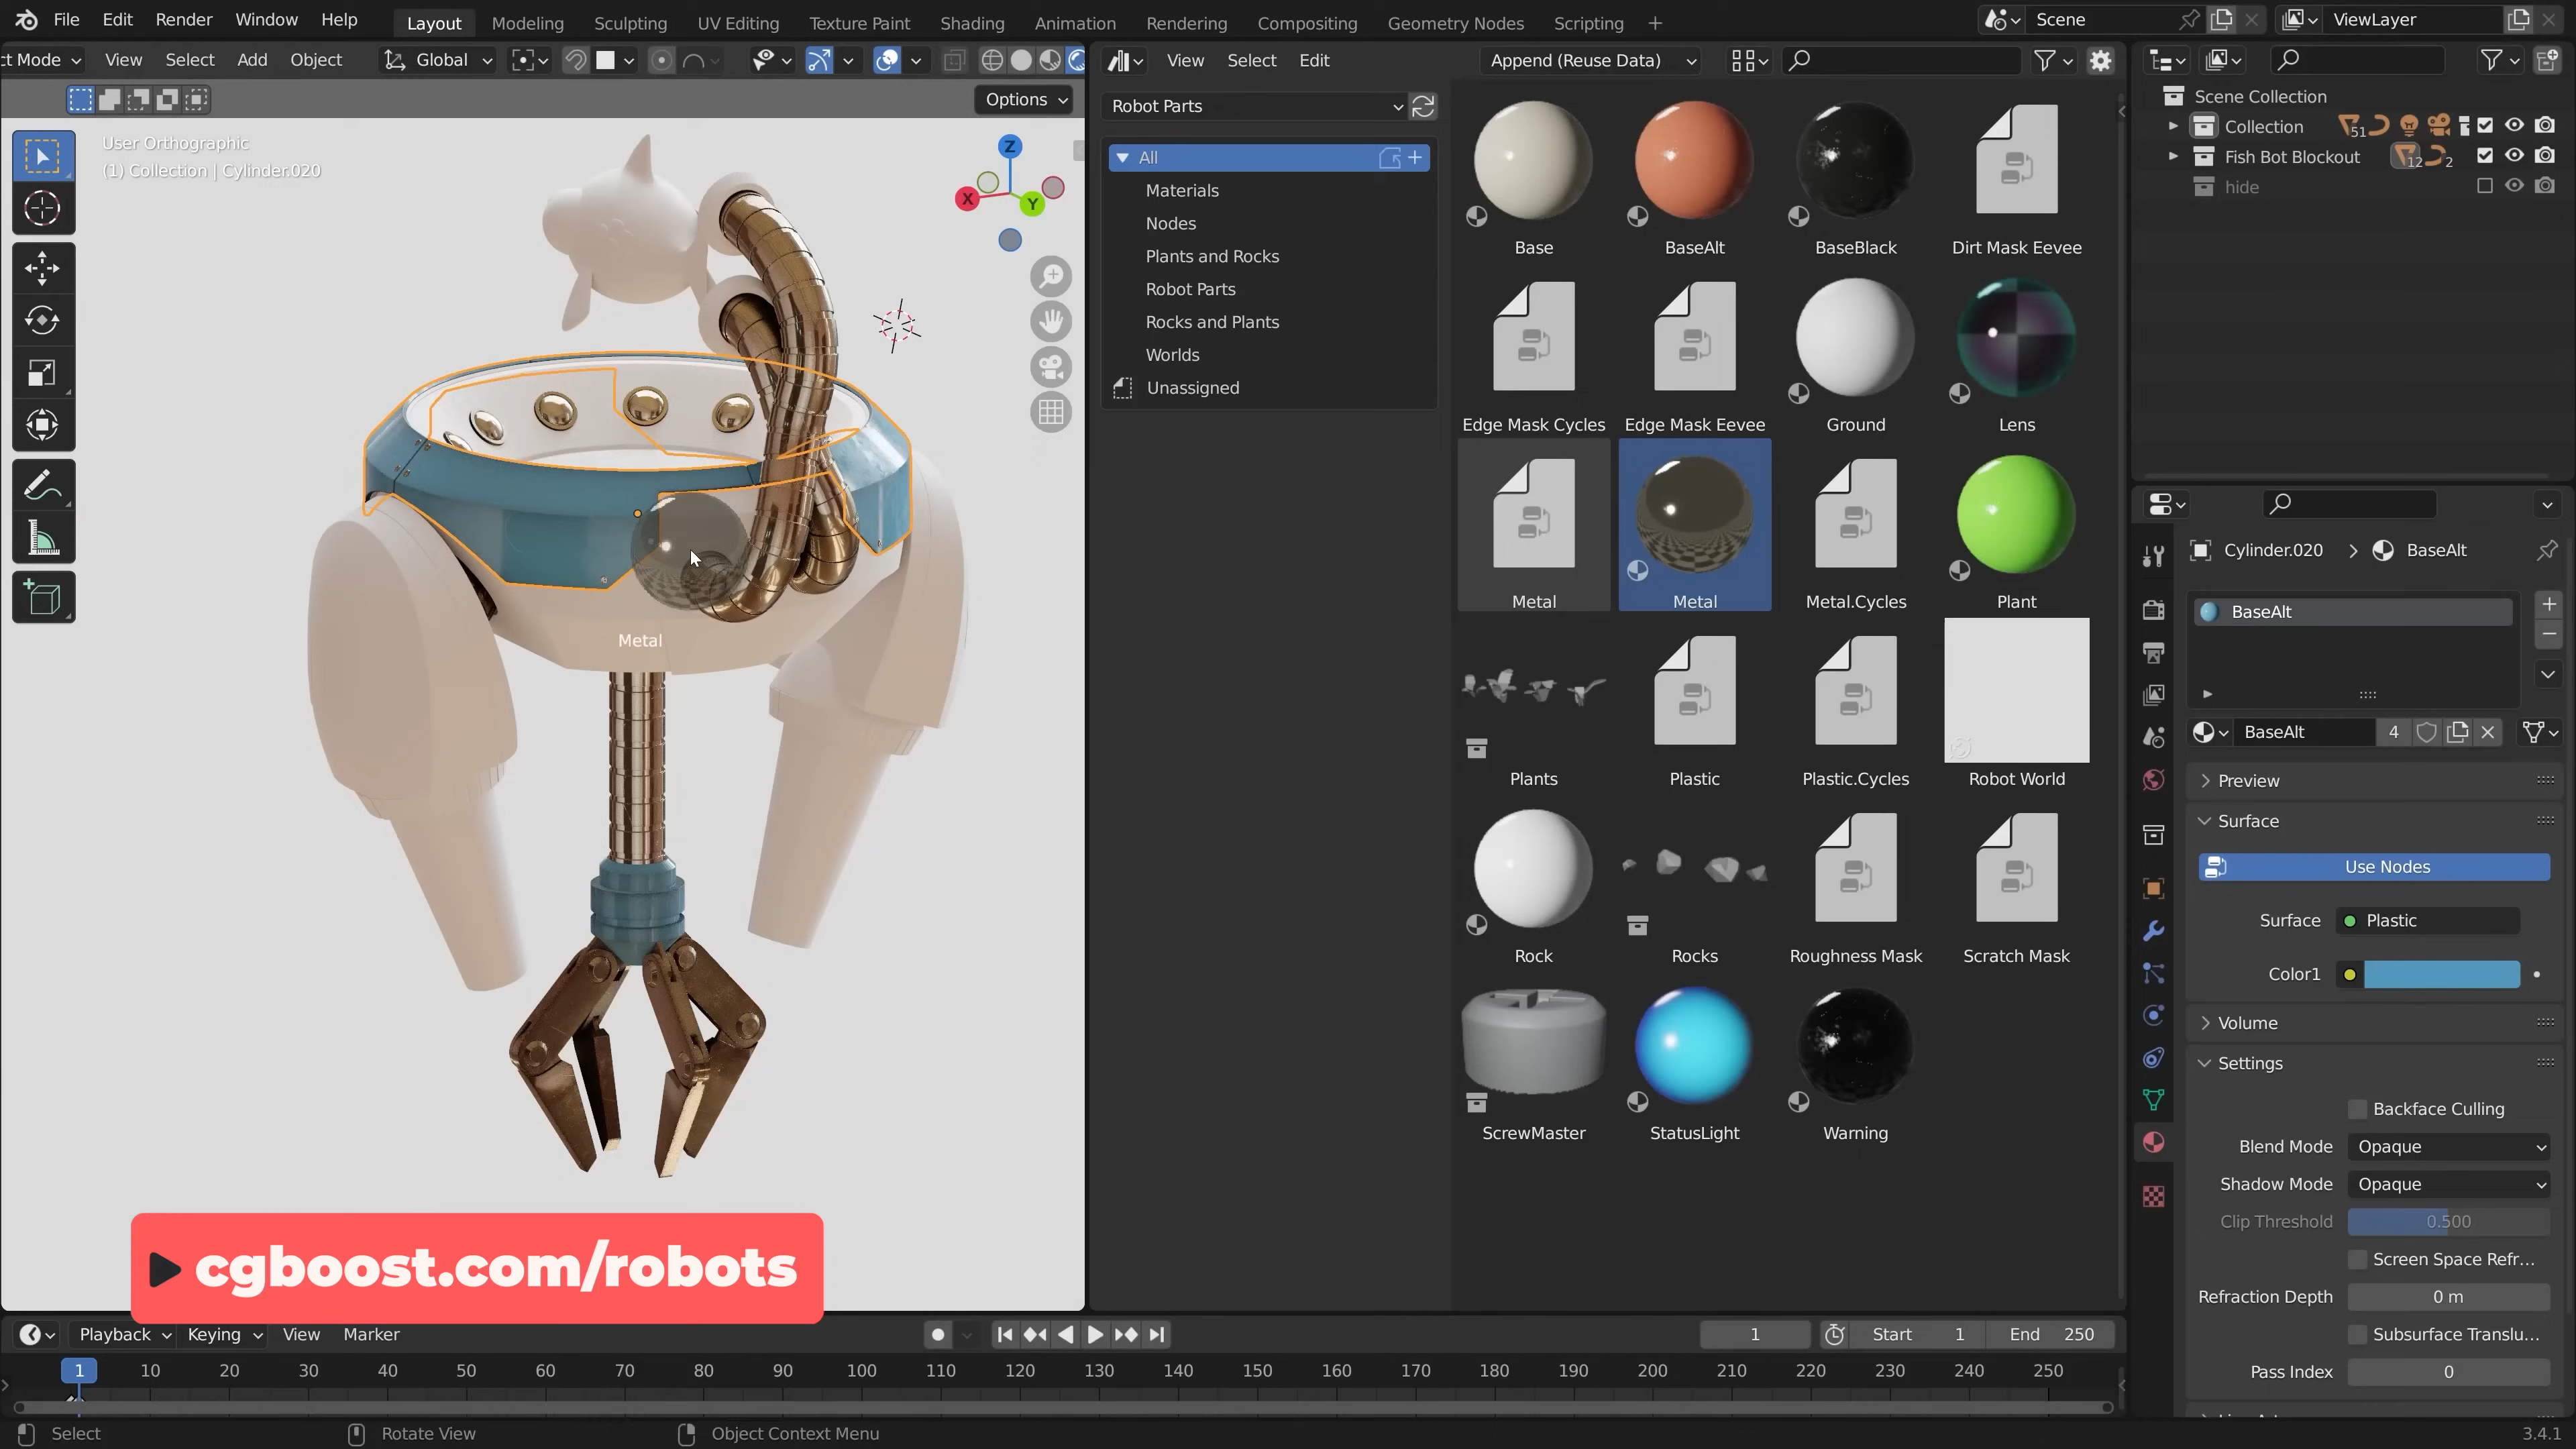 File Edit Render Window Help
Layout Modeling Sculpting UV Editing Texture Paint Shading Animation Rendering Compositing Geometry Nodes Scripting +
Scene
ViewLayer
ct Mode View Select Add Object Global
View Select Edit
Append (Reuse Data)
Options
User Orthographic
(1) Collection | Cylinder.020
Z
X
Y
Metal
Robot Parts
All
Materials
Nodes
Plants and Rocks
Robot Parts
Rocks and Plants
Worlds
Unassigned
Base BaseAlt BaseBlack Dirt Mask Eevee
Edge Mask Cycles Edge Mask Eevee Ground Lens
Metal Metal Metal.Cycles Plant
Plants Plastic Plastic.Cycles Robot World
Rock Rocks Roughness Mask Scratch Mask
ScrewMaster StatusLight Warning
Scene Collection
Collection 51
Fish Bot Blockout 12 2
hide
Cylinder.020 > BaseAlt
BaseAlt
BaseAlt 4
Preview
Surface
Use Nodes
Surface Plastic
Color1
Volume
Settings
Backface Culling
Blend Mode Opaque
Shadow Mode Opaque
Clip Threshold 0.500
Screen Space Refr...
Refraction Depth 0 m
Subsurface Translu...
Pass Index 0
cgboost.com/robots
Playback Keying View Marker
1 Start 1 End 250
1 10 20 30 40 50 60 70 80 90 100 110 120 130 140 150 160 170 180 190 200 210 220 230 240 250
Select Rotate View Object Context Menu 3.4.1